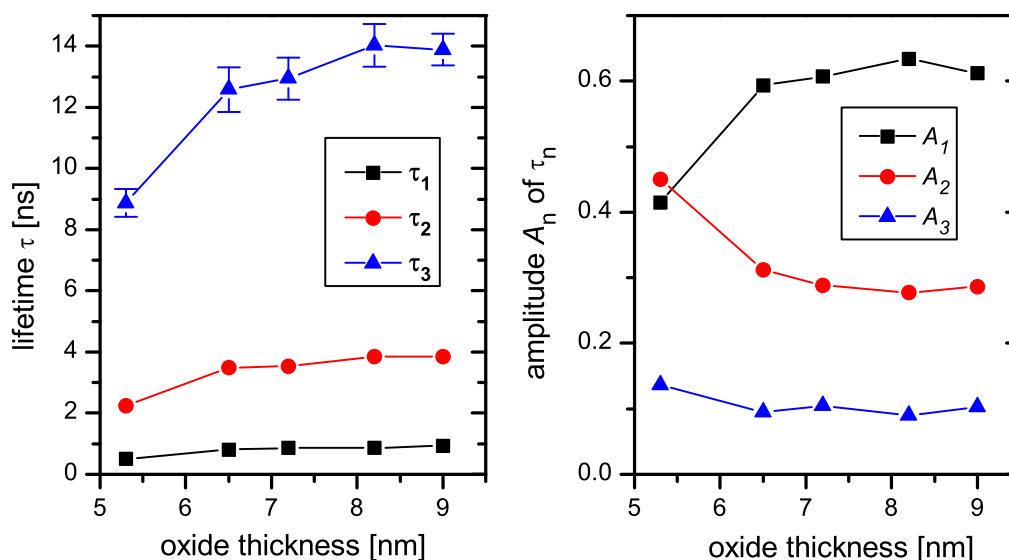 14
12
10
8
6
4
2
0
lifetime τ [ns]
τ1
τ2
τ3
5 6 7 8 9
oxide thickness [nm]
0.6
0.4
0.2
0.0
amplitude An of τn
A1
A2
A3
5 6 7 8 9
oxide thickness [nm]